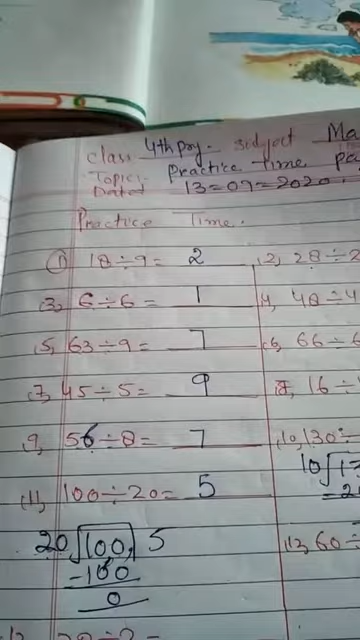 Class 4th pry. Subject Ma
Topic: Practice Time
Dated 13=07=2020.
Practice Time.
(1) 18÷9= 2 (2, 28÷2
(3, 6÷6= 1 (4, 48÷4
(5, 63÷9= 7 (6, 66÷6
(7, 45÷5= 9 (8, 16÷
(9, 56÷8= 7 (10, 130÷
(11, 100÷20= 5 10
20 100, 5 (12, 60÷
-100
0